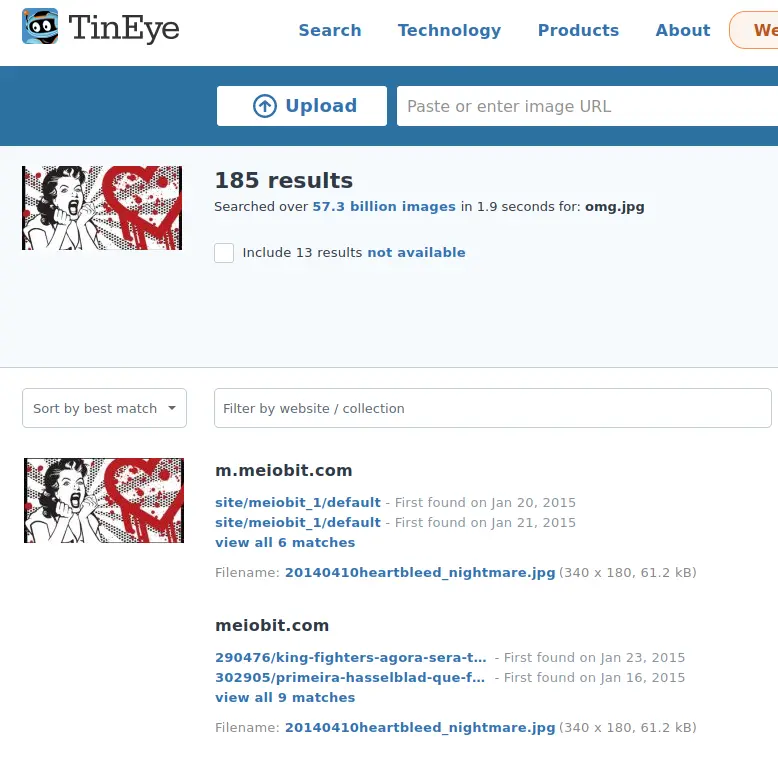 TinEye
Search Technology Products About We
Upload Paste or enter image URL
185 results
Searched over 57.3 billion images in 1.9 seconds for: omg.jpg
Include 13 results not available
Sort by best match Filter by website / collection
m.meiobit.com
site/meiobit_1/default - First found on Jan 20, 2015
site/meiobit_1/default - First found on Jan 21, 2015
view all 6 matches
Filename: 20140410heartbleed_nightmare.jpg (340 x 180, 61.2 kB)
meiobit.com
290476/king-fighters-agora-sera-t... - First found on Jan 23, 2015
302905/primeira-hasselblad-que-f... - First found on Jan 16, 2015
view all 9 matches
Filename: 20140410heartbleed_nightmare.jpg (340 x 180, 61.2 kB)